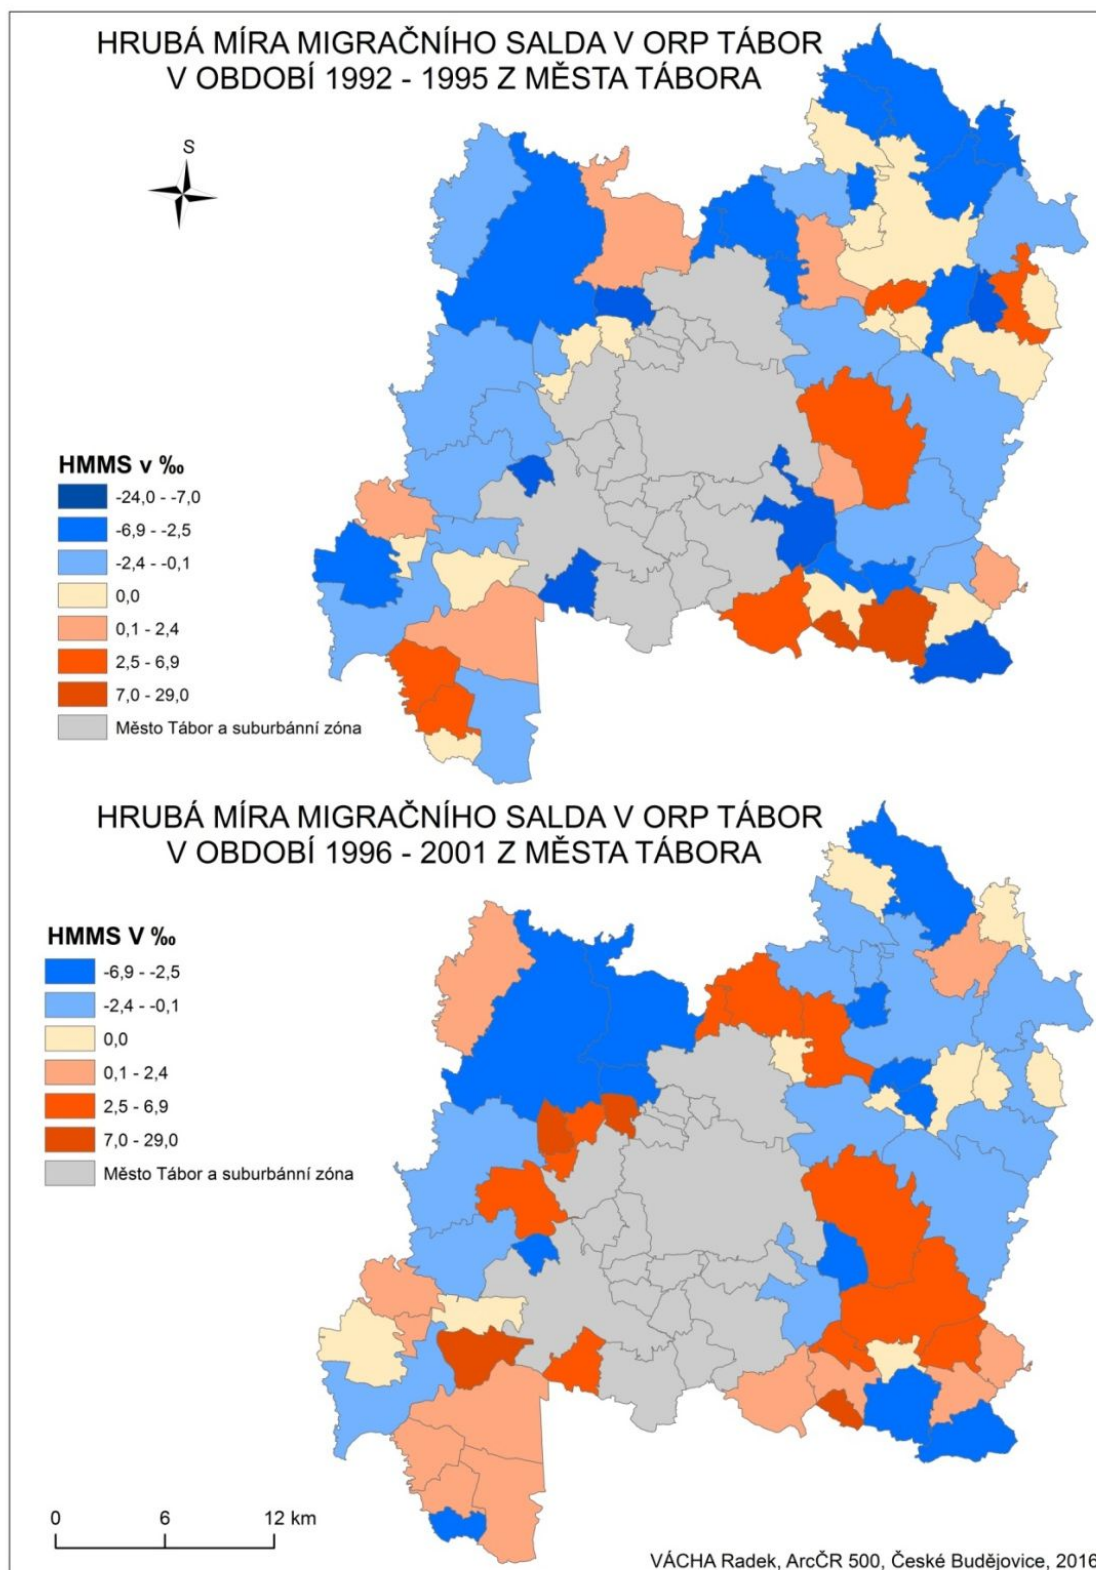 HRUBÁ MÍRA MIGRAČNÍHO SALDA V ORP TÁBOR
V OBDOBÍ 1992 - 1995 Z MĚSTA TÁBORA
S
HMMS v ‰
-24,0 - -7,0
-6,9 - -2,5
-2,4 - -0,1
0,0
0,1 - 2,4
2,5 - 6,9
7,0 - 29,0
Město Tábor a suburbánní zóna
HRUBÁ MÍRA MIGRAČNÍHO SALDA V ORP TÁBOR
V OBDOBÍ 1996 - 2001 Z MĚSTA TÁBORA
HMMS V ‰
-6,9 - -2,5
-2,4 - -0,1
0,0
0,1 - 2,4
2,5 - 6,9
7,0 - 29,0
Město Tábor a suburbánní zóna
0 6 12 km
VÁCHA Radek, ArcČR 500, České Budějovice, 2016